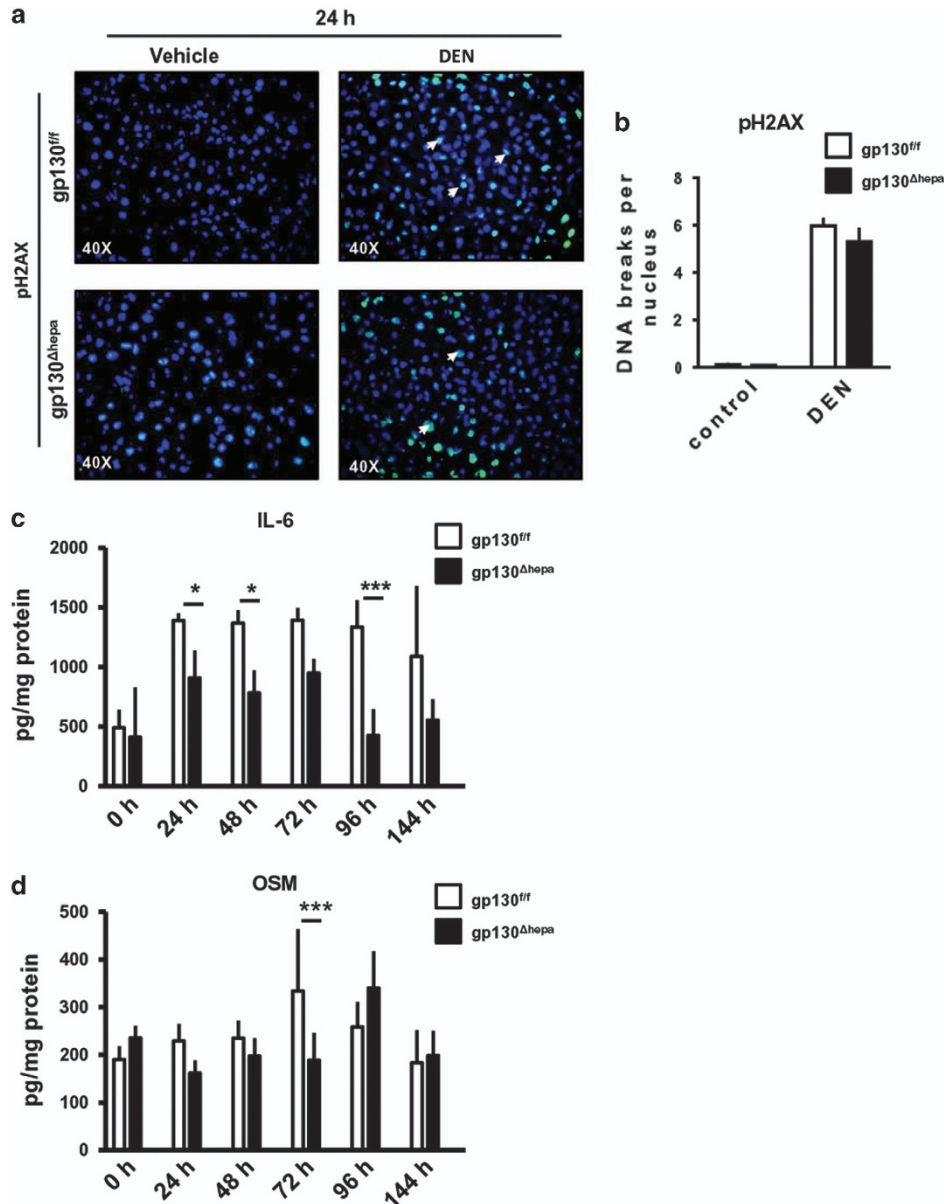 a
24 h
Vehicle
DEN
pH2AX
gp130f/f
40X
40X
gp130Δhepa
40X
40X
b
pH2AX
gp130f/f
gp130Δhepa
DNA breaks per nucleus
8
6
4
2
0
control
DEN
c
IL-6
gp130f/f
gp130Δhepa
pg/mg protein
2000
1500
1000
500
0
*
*
***
0 h
24 h
48 h
72 h
96 h
144 h
d
OSM
gp130f/f
gp130Δhepa
pg/mg protein
500
400
300
200
100
0
***
0 h
24 h
48 h
72 h
96 h
144 h